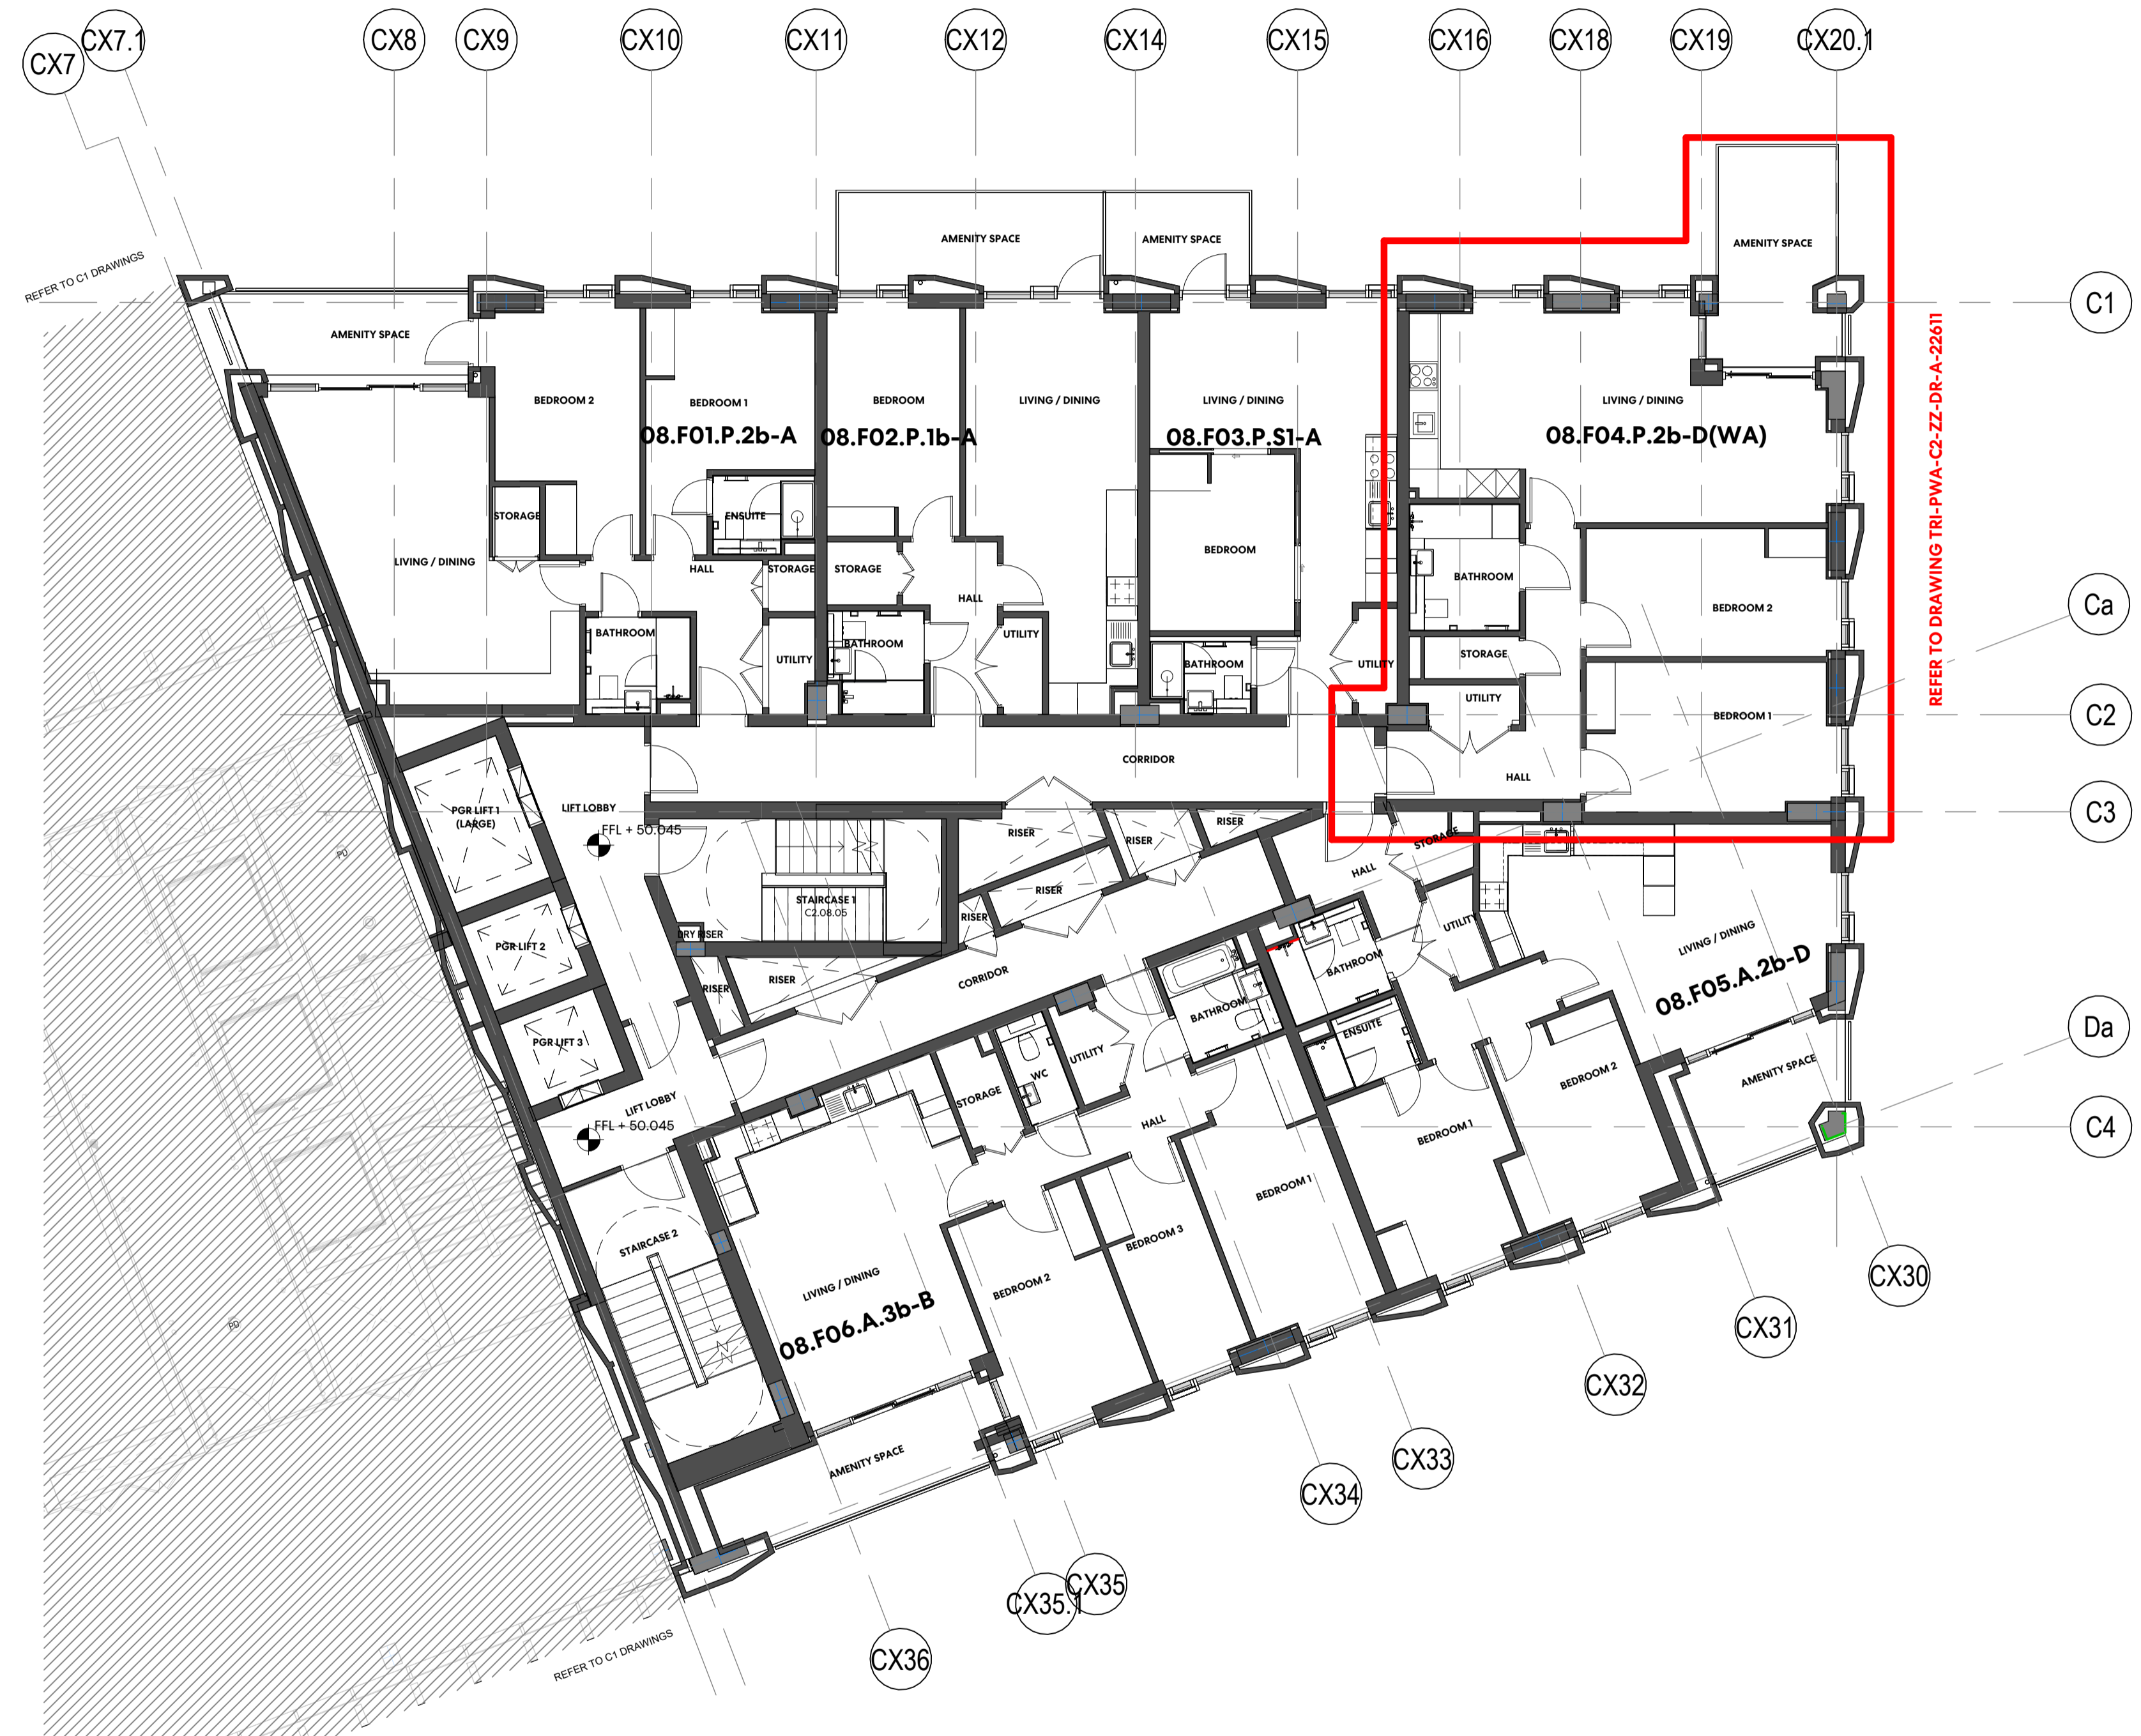 CX7
CX7.1
CX8
CX9
CX10
CX11
CX12
CX14
CX15
CX16
CX18
CX19
CX20.1
REFER TO C1 DRAWINGS
AMENITY SPACE
AMENITY SPACE
AMENITY SPACE
AMENITY SPACE
C1
REFER TO DRAWING TRI-PWA-C2-ZZ-DR-A-22611
BEDROOM 2
BEDROOM 1
BEDROOM
LIVING / DINING
LIVING / DINING
LIVING / DINING
08.F01.P.2b-A
08.F02.P.1b-A
08.F03.P.S1-A
08.F04.P.2b-D(WA)
STORAGE
ENSUITE
LIVING / DINING
HALL
STORAGE
STORAGE
HALL
BEDROOM
BATHROOM
BEDROOM 2
Ca
BATHROOM
UTILITY
BATHROOM
UTILITY
BATHROOM
UTILITY
STORAGE
UTILITY
BEDROOM 1
C2
CORRIDOR
HALL
PGR LIFT 1
(LARGE)
LIFT LOBBY
FFL + 50.045
RISER
RISER
RISER
STORAGE
C3
HALL
RISER
STAIRCASE 1
C2.08.05
RISER
DRY RISER
UTILITY
LIVING / DINING
08.F05.A.2b-D
PGR LIFT 2
RISER
RISER
CORRIDOR
BATHROOM
BATHROOM
ENSUITE
PGR LIFT 3
UTILITY
WC
STORAGE
HALL
BEDROOM 2
AMENITY SPACE
Da
LIFT LOBBY
FFL + 50.045
BEDROOM 1
C4
STAIRCASE 2
BEDROOM 1
BEDROOM 3
BEDROOM 2
LIVING / DINING
08.F06.A.3b-B
AMENITY SPACE
PD
PD
CX30
CX31
CX32
CX33
CX34
CX35
CX35.1
CX36
REFER TO C1 DRAWINGS